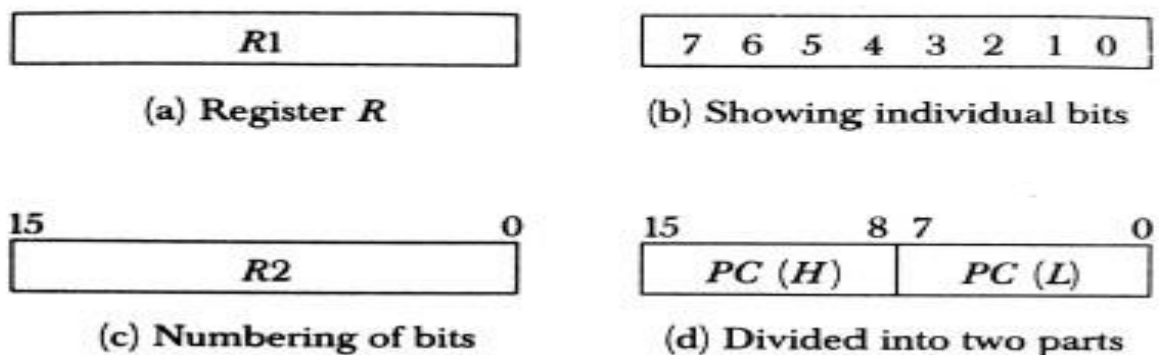 R1
(a) Register R
7 6 5 4 3 2 1 0
(b) Showing individual bits
15 0
R2
(c) Numbering of bits
15 8 7 0
PC (H) PC (L)
(d) Divided into two parts